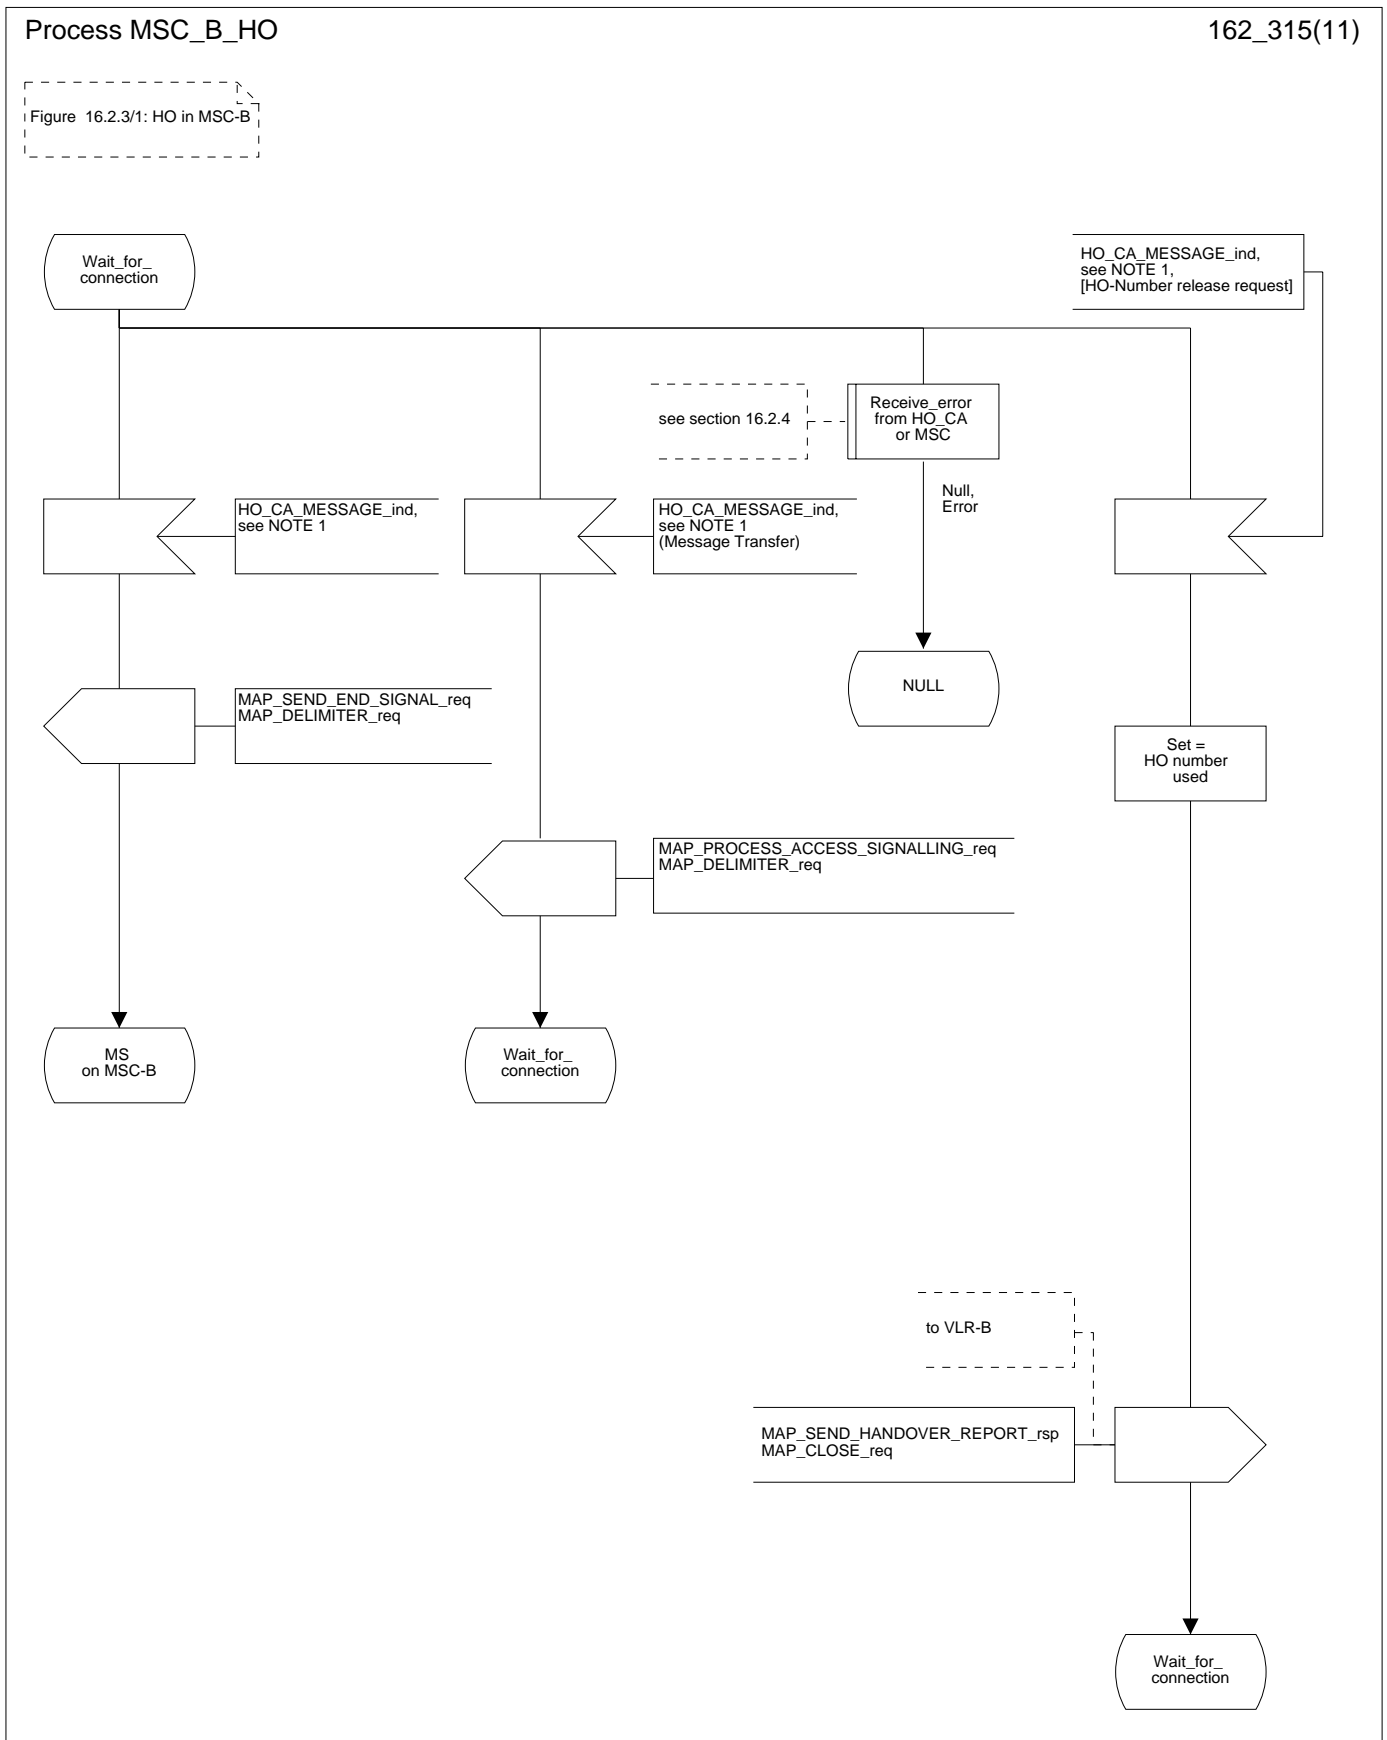 Process MSC_B_HO
162_315(11)
Figure 16.2.3/1: HO in MSC-B
Wait_for_
connection
HO_CA_MESSAGE_ind,
see NOTE 1,
[HO-Number release request]
see section 16.2.4
Receive_error
from HO_CA
or MSC
Null,
Error
HO_CA_MESSAGE_ind,
see NOTE 1
HO_CA_MESSAGE_ind,
see NOTE 1
(Message Transfer)
NULL
MAP_SEND_END_SIGNAL_req
MAP_DELIMITER_req
Set =
HO number
used
MAP_PROCESS_ACCESS_SIGNALLING_req
MAP_DELIMITER_req
MS
on MSC-B
Wait_for_
connection
to VLR-B
MAP_SEND_HANDOVER_REPORT_rsp
MAP_CLOSE_req
Wait_for_
connection